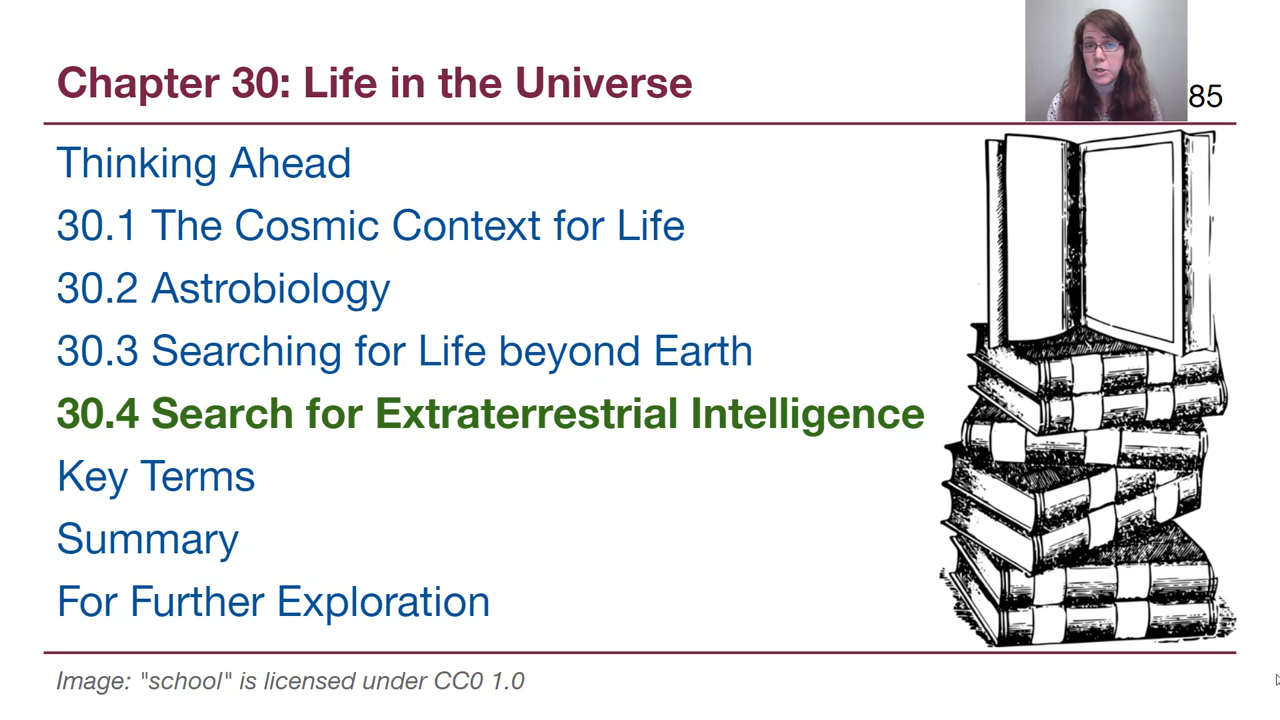 Chapter 30: Life in the Universe
85
Thinking Ahead
30.1 The Cosmic Context for Life
30.2 Astrobiology
30.3 Searching for Life beyond Earth
30.4 Search for Extraterrestrial Intelligence
Key Terms
Summary
For Further Exploration
Image: "school" is licensed under CC0 1.0